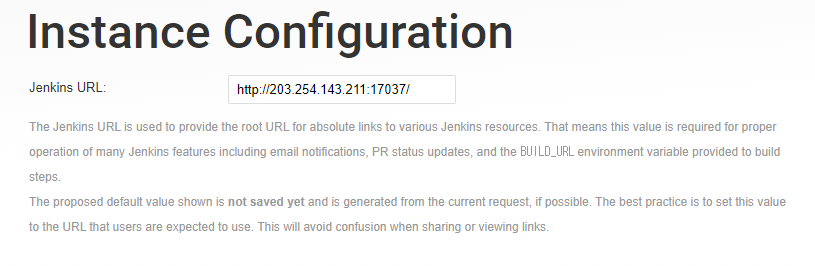 Instance Configuration
Jenkins URL: http://203.254.143.211:17037/
The Jenkins URL is used to provide the root URL for absolute links to various Jenkins resources. That means this value is required for proper
operation of many Jenkins features including email notifications, PR status updates, and the BUILD_URL environment variable provided to build
steps.
The proposed default value shown is not saved yet and is generated from the current request, if possible. The best practice is to set this value
to the URL that users are expected to use. This will avoid confusion when sharing or viewing links.